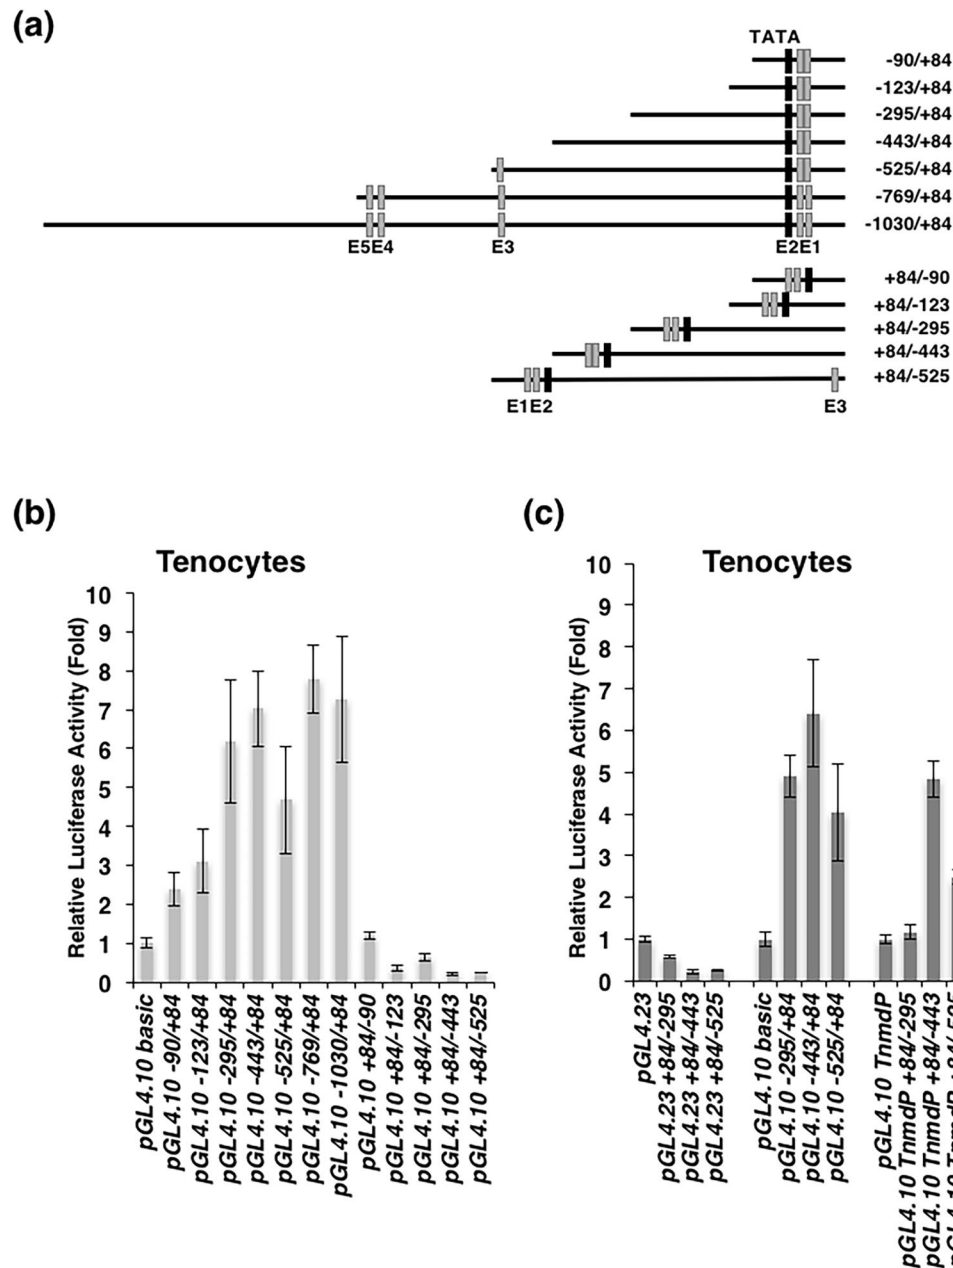 (a)
TATA
-90/+84
-123/+84
-295/+84
-443/+84
-525/+84
-769/+84
-1030/+84
E5E4
E3
E2E1
+84/-90
+84/-123
+84/-295
+84/-443
+84/-525
E1E2
E3
(b)
Tenocytes
Relative Luciferase Activity (Fold)
10
9
8
7
6
5
4
3
2
1
0
pGL4.10 basic
pGL4.10 -90/+84
pGL4.10 -123/+84
pGL4.10 -295/+84
pGL4.10 -443/+84
pGL4.10 -525/+84
pGL4.10 -769/+84
pGL4.10 -1030/+84
pGL4.10 +84/-90
pGL4.10 +84/-123
pGL4.10 +84/-295
pGL4.10 +84/-443
pGL4.10 +84/-525
(c)
Tenocytes
Relative Luciferase Activity (Fold)
10
9
8
7
6
5
4
3
2
1
0
pGL4.23
pGL4.23 +84/-295
pGL4.23 +84/-443
pGL4.23 +84/-525
pGL4.10 basic
pGL4.10 -295/+84
pGL4.10 -443/+84
pGL4.10 -525/+84
pGL4.10 TnmdP
pGL4.10 TnmdP +84/-295
pGL4.10 TnmdP +84/-443